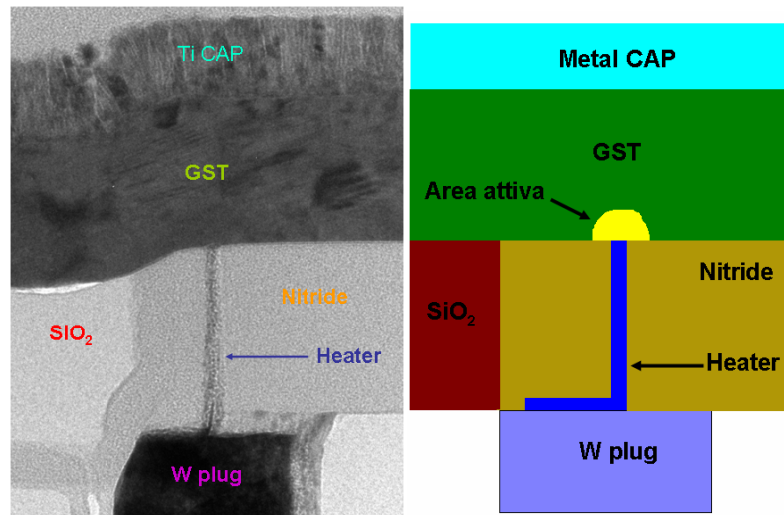 Ti CAP
GST
Nitride
SIO₂
Heater
W plug
Metal CAP
GST
Area attiva
Nitride
SiO₂
Heater
W plug